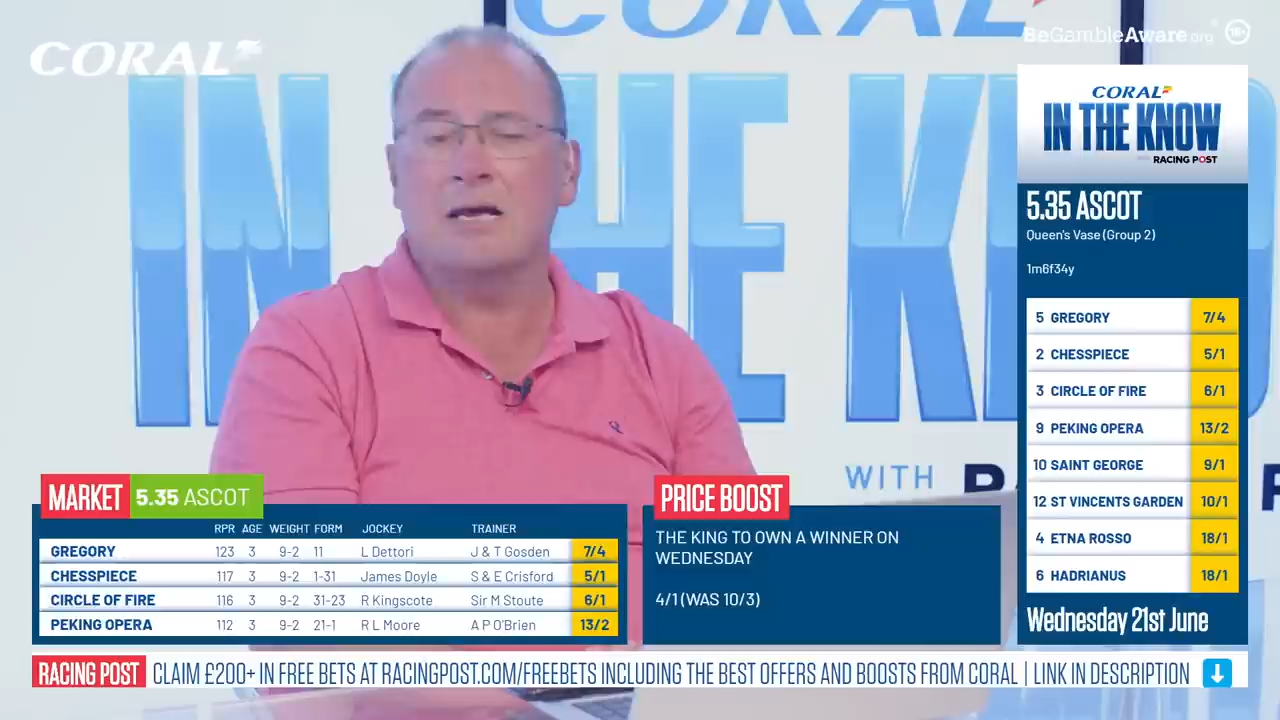 CORAL
CORAL
BeGambleAware.org 18+
IN THE KNOW
WITH
CORAL
IN THE KNOW
RACING POST
5.35 ASCOT
Queen's Vase (Group 2)
1m6f34y
5 GREGORY 7/4
2 CHESSPIECE 5/1
3 CIRCLE OF FIRE 6/1
9 PEKING OPERA 13/2
10 SAINT GEORGE 9/1
12 ST VINCENTS GARDEN 10/1
4 ETNA ROSSO 18/1
6 HADRIANUS 18/1
Wednesday 21st June
MARKET 5.35 ASCOT
RPR AGE WEIGHT FORM JOCKEY TRAINER
GREGORY 123 3 9-2 11 L Dettori J & T Gosden 7/4
CHESSPIECE 117 3 9-2 1-31 James Doyle S & E Crisford 5/1
CIRCLE OF FIRE 116 3 9-2 31-23 R Kingscote Sir M Stoute 6/1
PEKING OPERA 112 3 9-2 21-1 R L Moore A P O'Brien 13/2
PRICE BOOST
THE KING TO OWN A WINNER ON
WEDNESDAY
4/1 (WAS 10/3)
RACING POST CLAIM £200+ IN FREE BETS AT RACINGPOST.COM/FREEBETS INCLUDING THE BEST OFFERS AND BOOSTS FROM CORAL | LINK IN DESCRIPTION